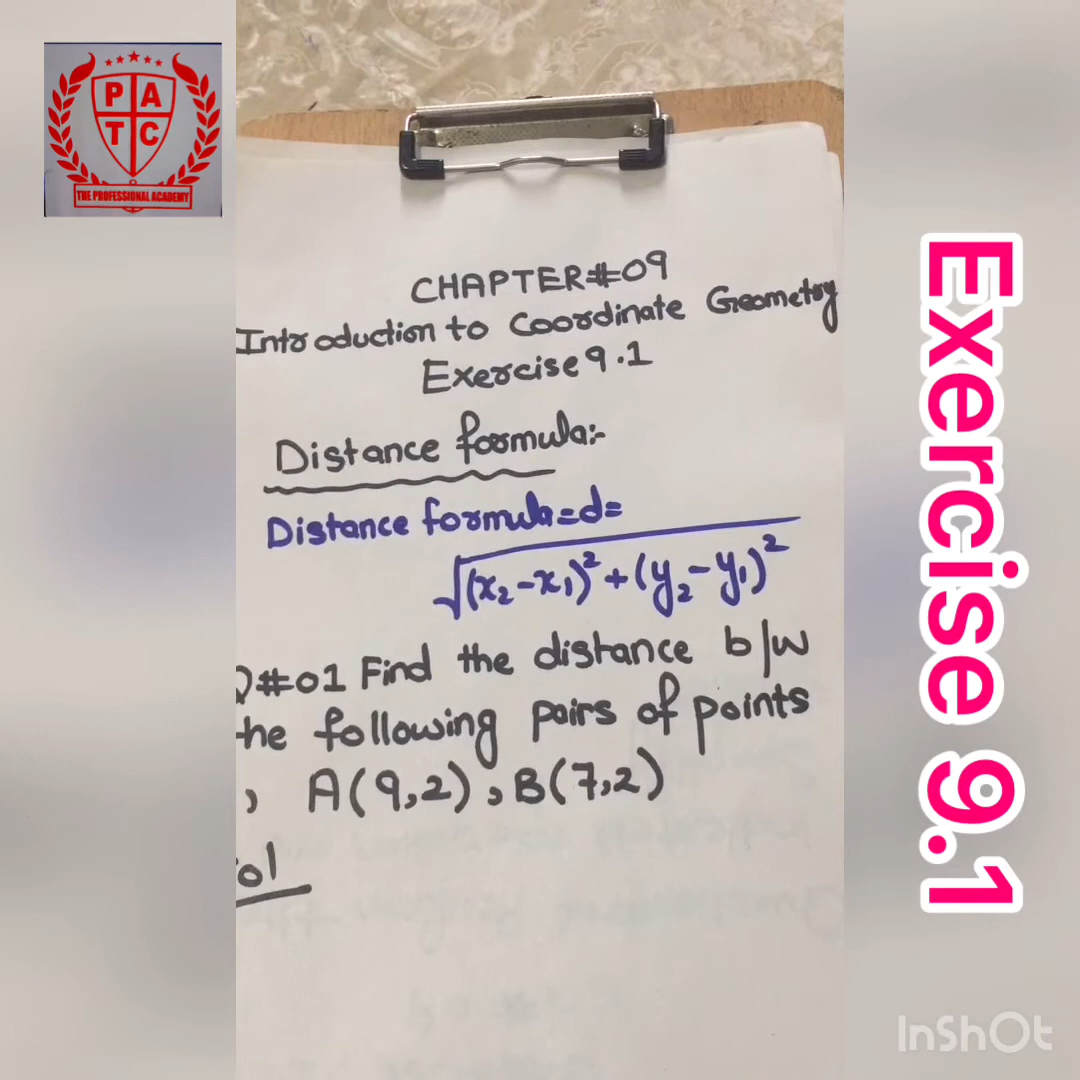 P A
T C
THE PROFESSIONAL ACADEMY
CHAPTER#09
Introduction to Coordinate Geometry
Exercise 9.1
Distance formula:-
Distance formula=d=
√(x₂-x₁)²+(y₂-y₁)²
#01 Find the distance b/w
he following pairs of points
, A(9,2), B(7,2)
ol
Exercise 9.1
InShOt